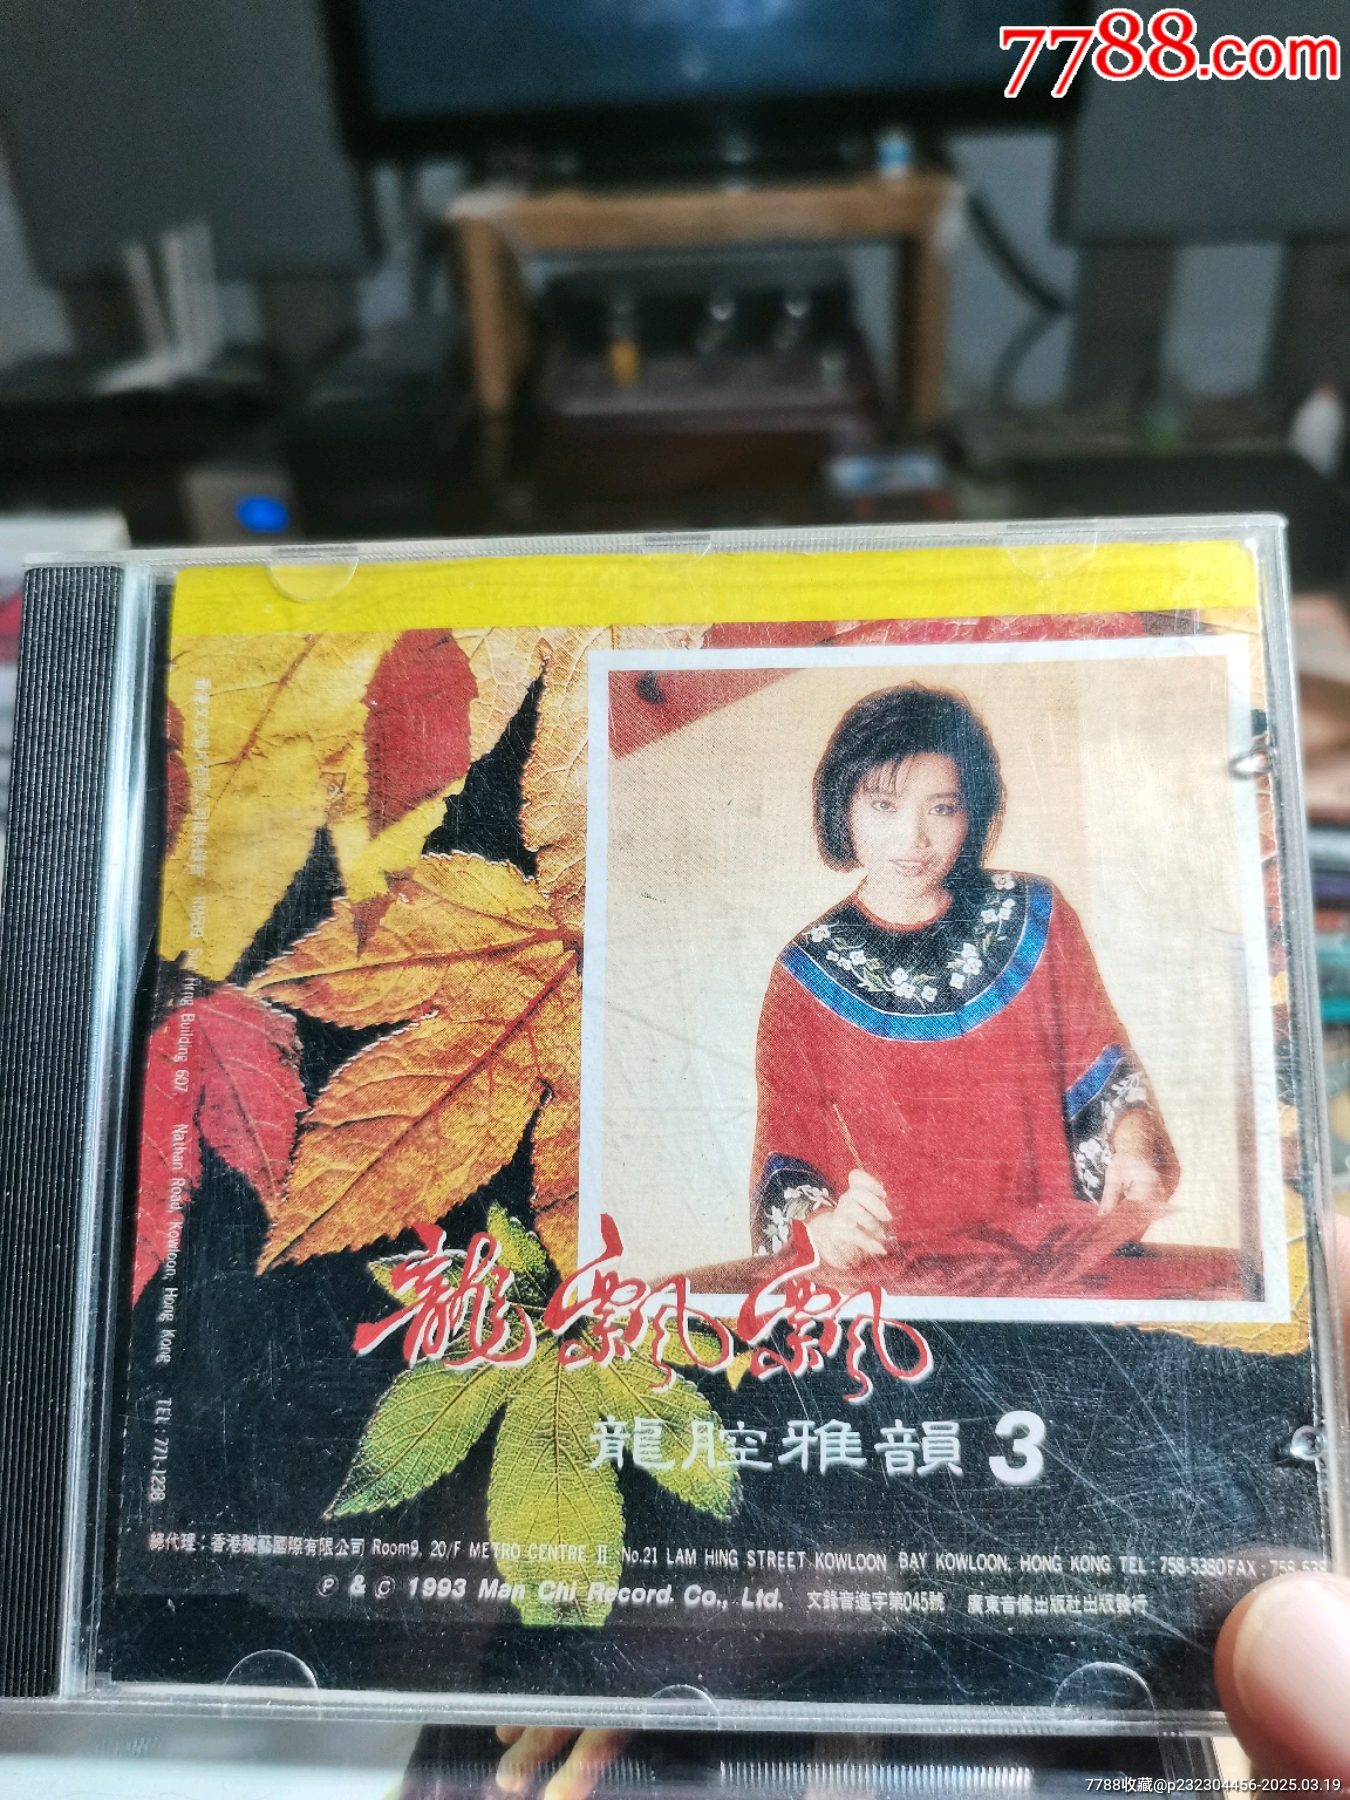 7788.com
Building 607, Nathan Road, Kowloon, Hong Kong TEL: 771-1238
龍飄飄
龍腔雅韻3
總代理：香港 藝國際有限公司 Room9, 20/F METRO CENTRE II No.21 LAM HING STREET KOWLOON BAY KOWLOON, HONG KONG TEL : 758-5380 FAX :
Ⓟ & © 1993 Man Chi Record. Co., Ltd. 文錄音進字第045號 廣東音像出版社出版發行
7788收藏@p232304456-2025.03.19